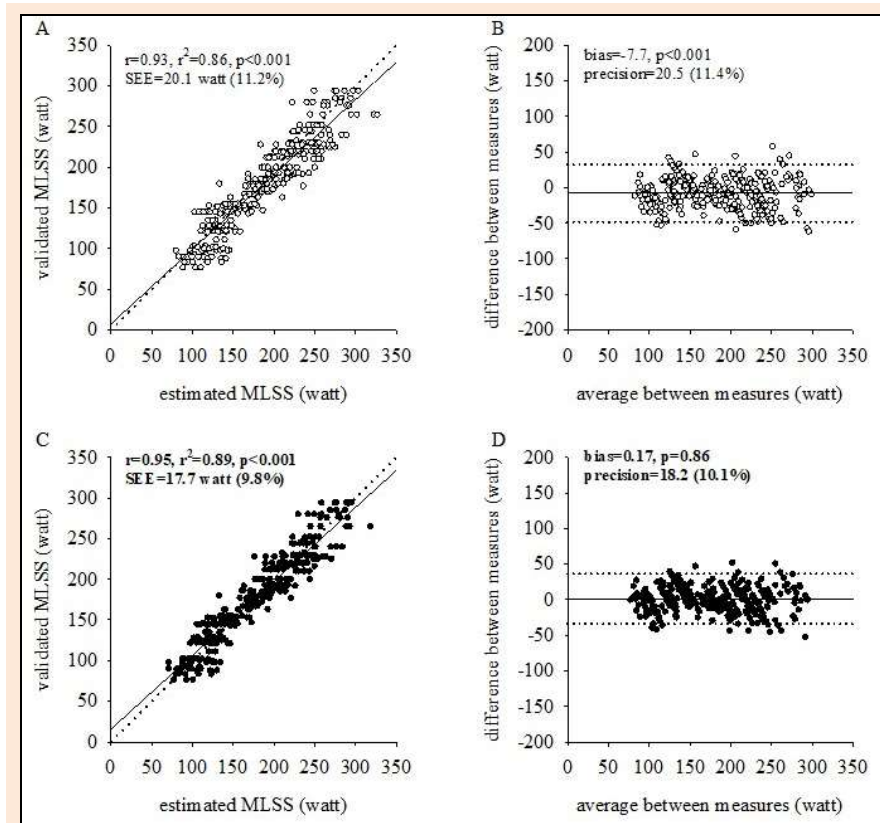 A
r=0.93, r²=0.86, p<0.001
SEE=20.1 watt (11.2%)
validated MLSS (watt)
350
300
250
200
150
100
50
0
0 50 100 150 200 250 300 350
estimated MLSS (watt)
B
bias=-7.7, p<0.001
precision=20.5 (11.4%)
difference between measures (watt)
200
150
100
50
0
-50
-100
-150
-200
0 50 100 150 200 250 300 350
average between measures (watt)
C
r=0.95, r²=0.89, p<0.001
SEE=17.7 watt (9.8%)
validated MLSS (watt)
350
300
250
200
150
100
50
0
0 50 100 150 200 250 300 350
estimated MLSS (watt)
D
bias=0.17, p=0.86
precision=18.2 (10.1%)
difference between measures (watt)
200
150
100
50
0
-50
-100
-150
-200
0 50 100 150 200 250 300 350
average between measures (watt)